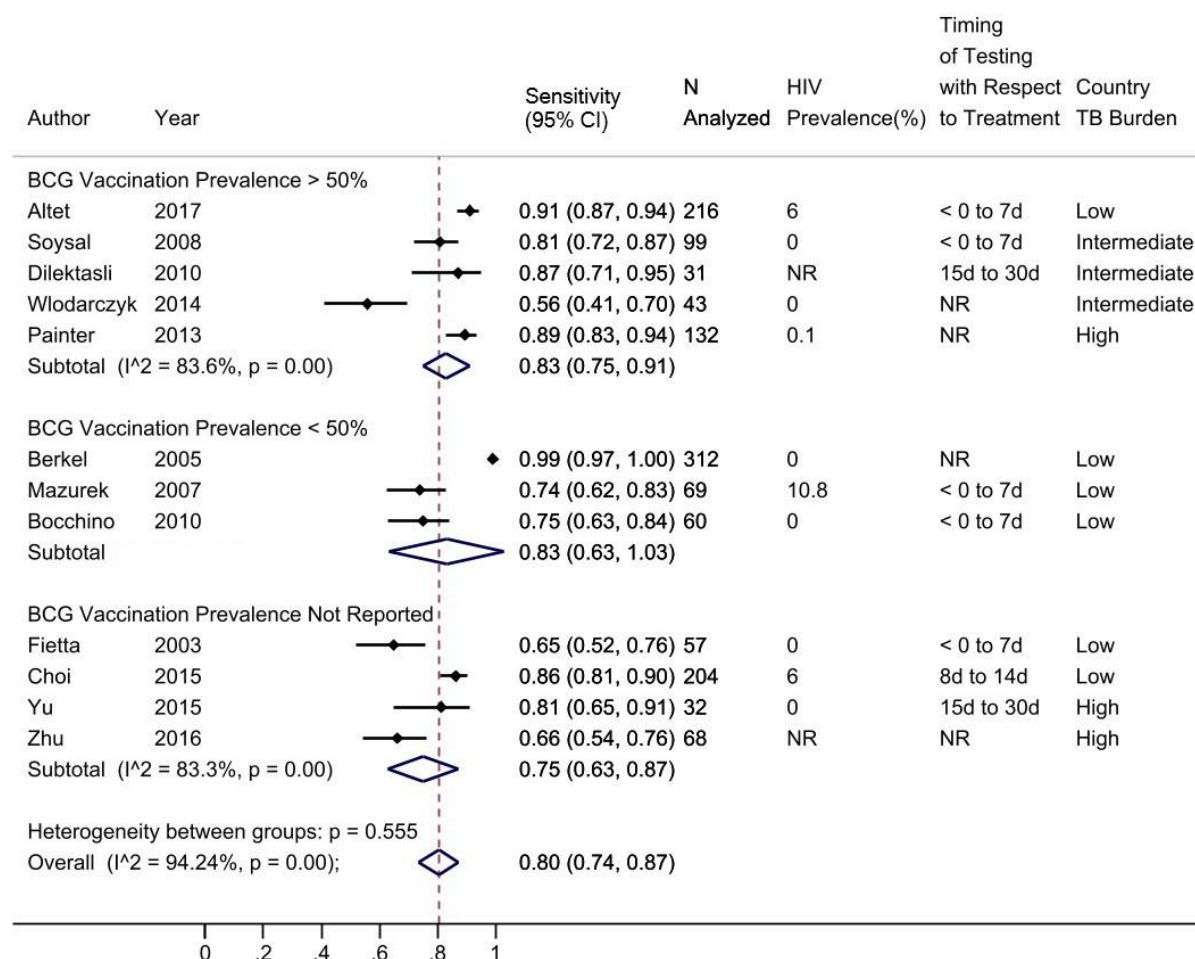 Timing
of Testing
N HIV with Respect Country
Author Year Sensitivity (95% CI) Analyzed Prevalence(%) to Treatment TB Burden
BCG Vaccination Prevalence > 50%
Altet 2017 0.91 (0.87, 0.94) 216 6 < 0 to 7d Low
Soysal 2008 0.81 (0.72, 0.87) 99 0 < 0 to 7d Intermediate
Dilektasli 2010 0.87 (0.71, 0.95) 31 NR 15d to 30d Intermediate
Wlodarczyk 2014 0.56 (0.41, 0.70) 43 0 NR Intermediate
Painter 2013 0.89 (0.83, 0.94) 132 0.1 NR High
Subtotal (I^2 = 83.6%, p = 0.00) 0.83 (0.75, 0.91)
BCG Vaccination Prevalence < 50%
Berkel 2005 0.99 (0.97, 1.00) 312 0 NR Low
Mazurek 2007 0.74 (0.62, 0.83) 69 10.8 < 0 to 7d Low
Bocchino 2010 0.75 (0.63, 0.84) 60 0 < 0 to 7d Low
Subtotal 0.83 (0.63, 1.03)
BCG Vaccination Prevalence Not Reported
Fietta 2003 0.65 (0.52, 0.76) 57 0 < 0 to 7d Low
Choi 2015 0.86 (0.81, 0.90) 204 6 8d to 14d Low
Yu 2015 0.81 (0.65, 0.91) 32 0 15d to 30d High
Zhu 2016 0.66 (0.54, 0.76) 68 NR NR High
Subtotal (I^2 = 83.3%, p = 0.00) 0.75 (0.63, 0.87)
Heterogeneity between groups: p = 0.555
Overall (I^2 = 94.24%, p = 0.00); 0.80 (0.74, 0.87)
0 .2 .4 .6 .8 1